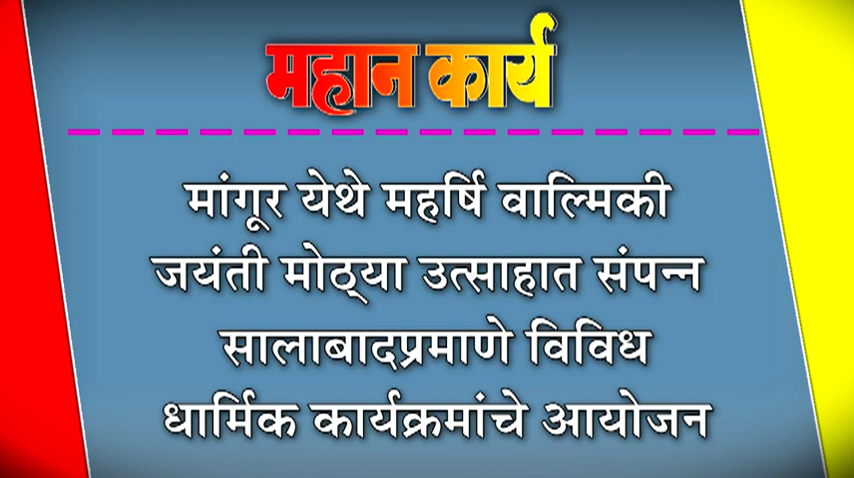 महान कार्य
मांगूर येथे महर्षि वाल्मिकी
जयंती मोठ्या उत्साहात संपन्न
सालाबादप्रमाणे विविध
धार्मिक कार्यक्रमांचे आयोजन